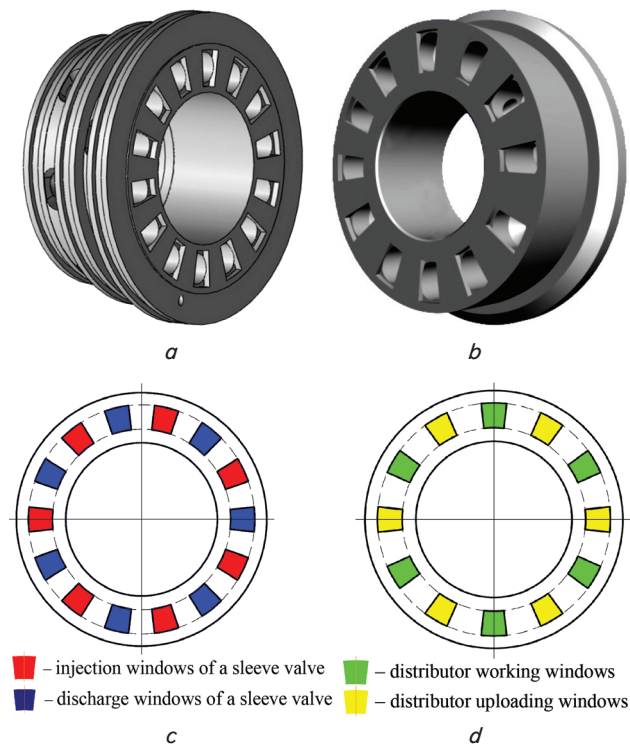 a
b
– injection windows of a sleeve valve
– discharge windows of a sleeve valve
– distributor working windows
– distributor uploading windows
c
d